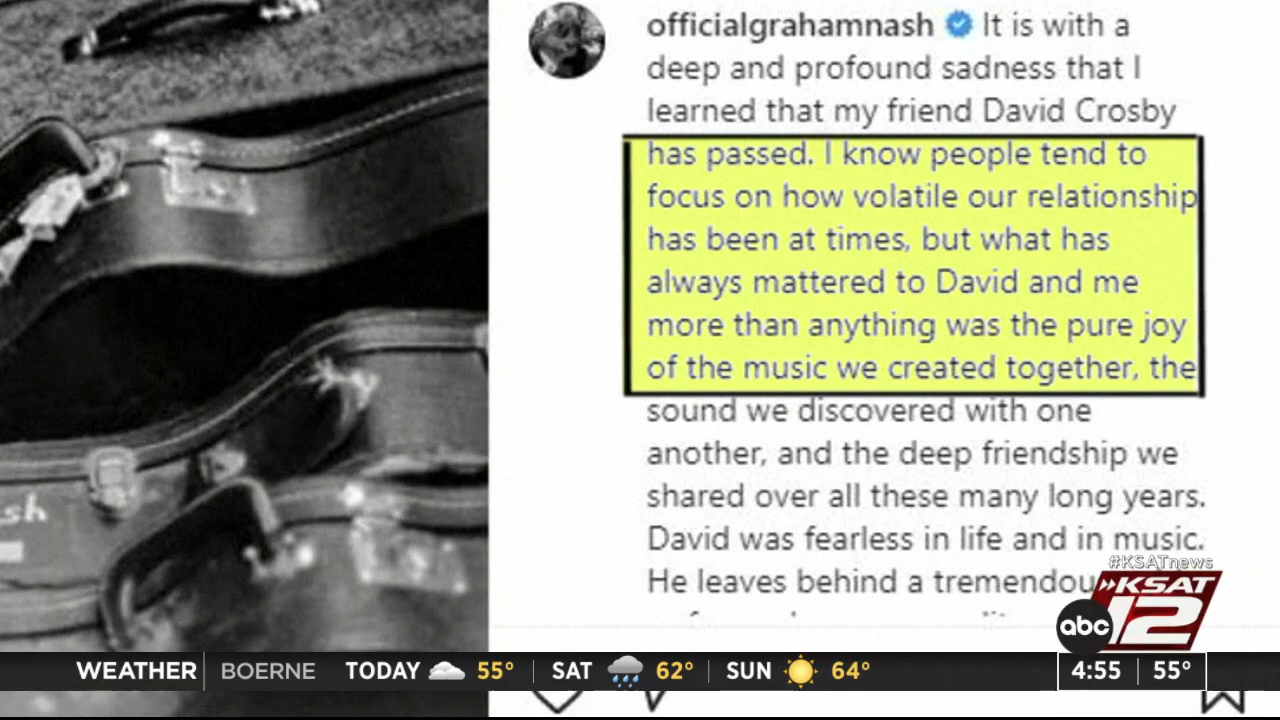 officialgrahamnash It is with a
deep and profound sadness that I
learned that my friend David Crosby
has passed. I know people tend to
focus on how volatile our relationship
has been at times, but what has
always mattered to David and me
more than anything was the pure joy
of the music we created together, the
sound we discovered with one
another, and the deep friendship we
shared over all these many long years.
David was fearless in life and in music.
He leaves behind a
sh
#KSATnews
KSAT
abc 12
WEATHER BOERNE TODAY 55° SAT 62° SUN 64° 4:55 55°